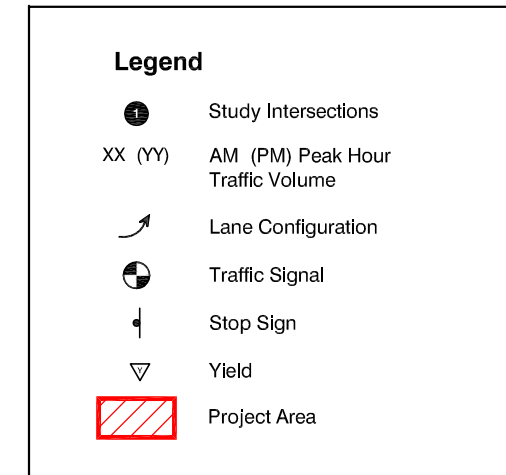 Legend
1 Study Intersections
XX (YY) AM (PM) Peak Hour
Traffic Volume
Lane Configuration
Traffic Signal
Stop Sign
Y Yield
Project Area